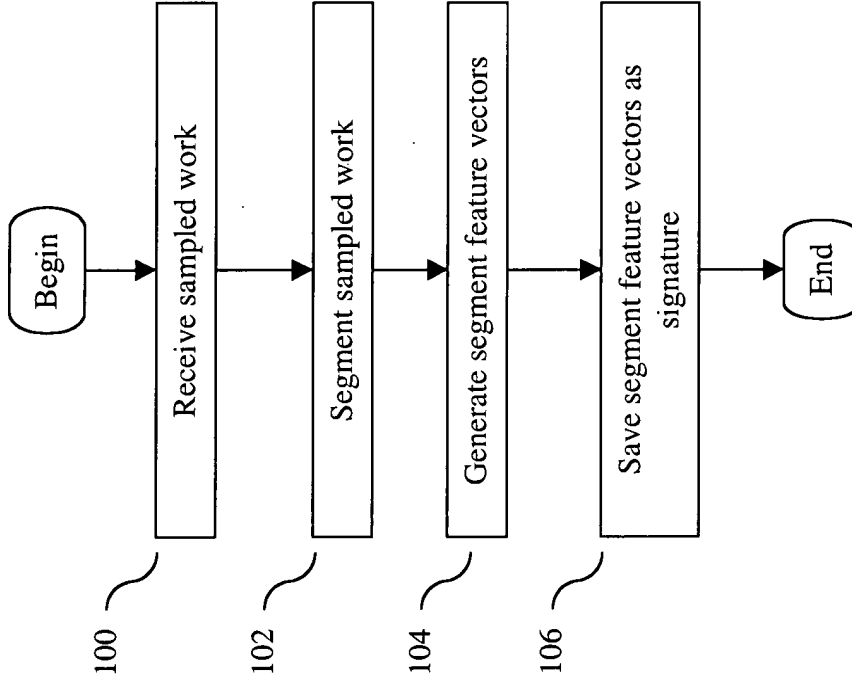 Begin
100
Receive sampled work
102
Segment sampled work
104
Generate segment feature vectors
106
Save segment feature vectors as
signature
End